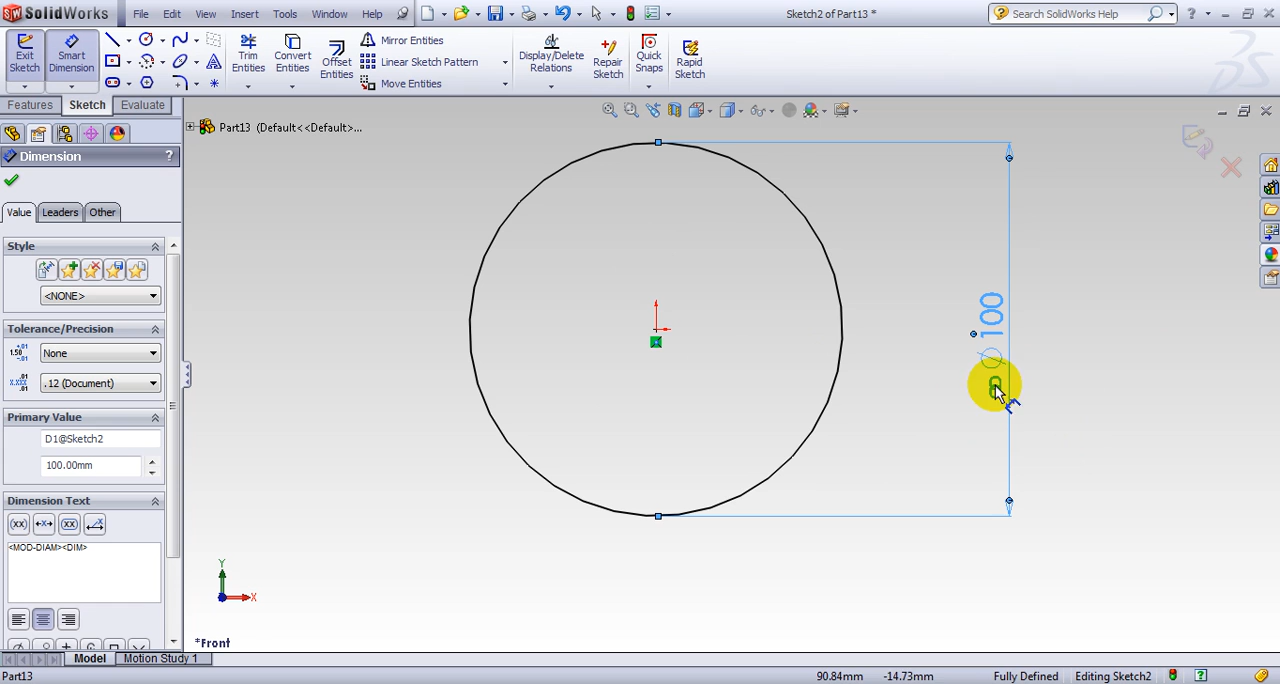 SolidWorks
File Edit View Insert Tools Window Help
Sketch2 of Part13 *
Search SolidWorks Help
Exit Sketch
Smart Dimension
Trim Entities
Convert Entities
Offset Entities
Mirror Entities
Linear Sketch Pattern
Move Entities
Display/Delete Relations
Repair Sketch
Quick Snaps
Rapid Sketch
Features Sketch Evaluate
Part13 (Default<<Default>...
Dimension ?
Value Leaders Other
Style
<NONE>
Tolerance/Precision
None
.12 (Document)
Primary Value
D1@Sketch2
100.00mm
Dimension Text
<MOD-DIAM><DIM>
∅ 100
Y
X
*Front
Model Motion Study 1
Part13 90.84mm -14.73mm Fully Defined Editing Sketch2